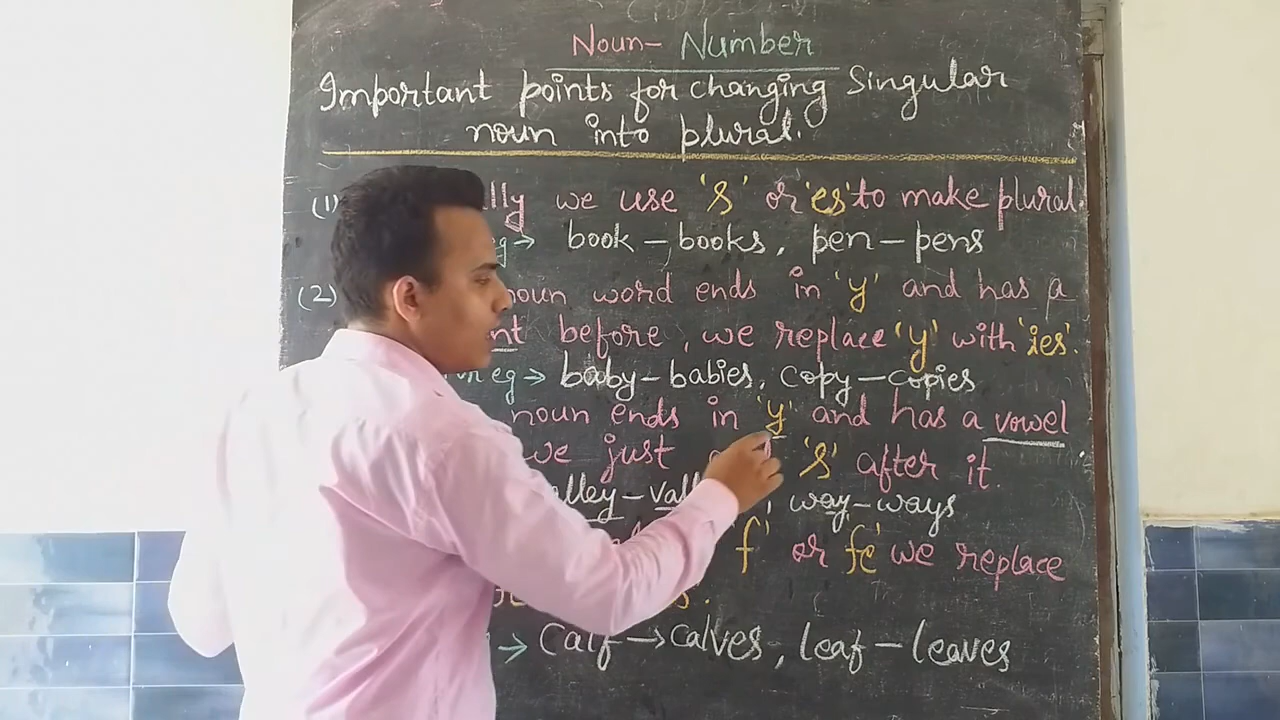 Noun- Number
Important points for changing Singular
noun into plural.
(1) lly we use 's' or 'es' to make plural.
eg → book – books, pen – pens
(2) noun word ends in 'y' and has a
nt before, we replace 'y' with 'ies'.
eg → baby – babies, copy – copies
noun ends in 'y' and has a vowel
we just 's' after it.
alley – vall , way – ways
f' or 'fe' we replace
s.
→ Calf → calves, leaf – leaves